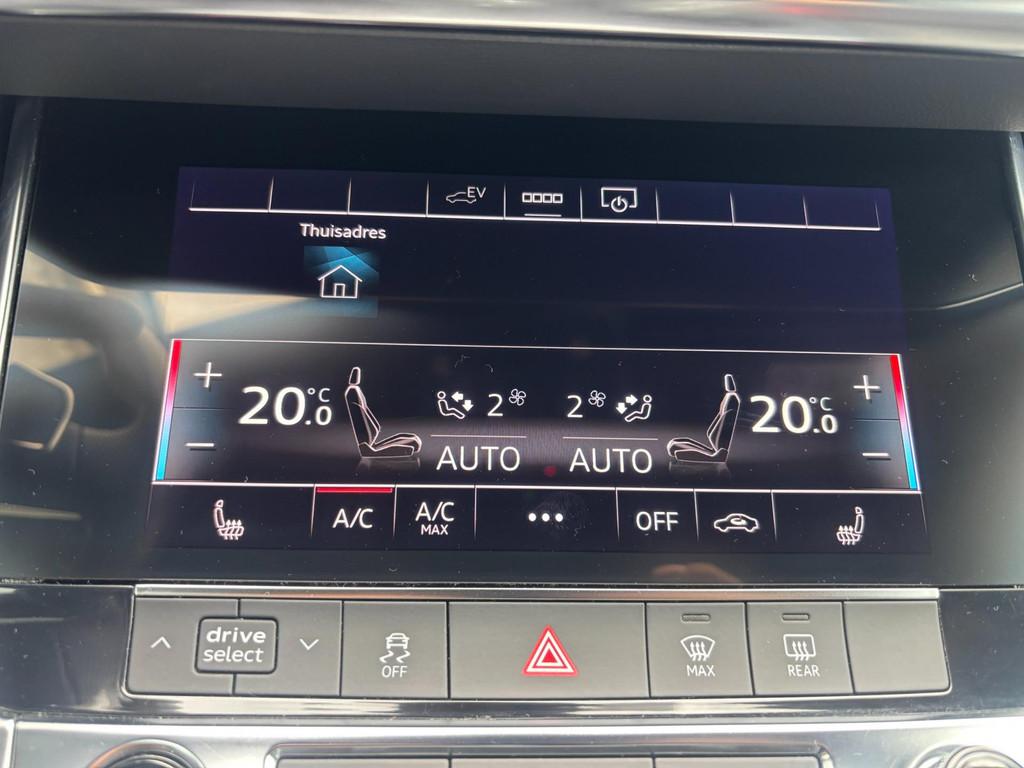 EV
Thuisadres
+ 20.0 °C 2 2 20.0 °C +
− AUTO AUTO −
A/C A/C MAX ••• OFF
drive select OFF MAX REAR